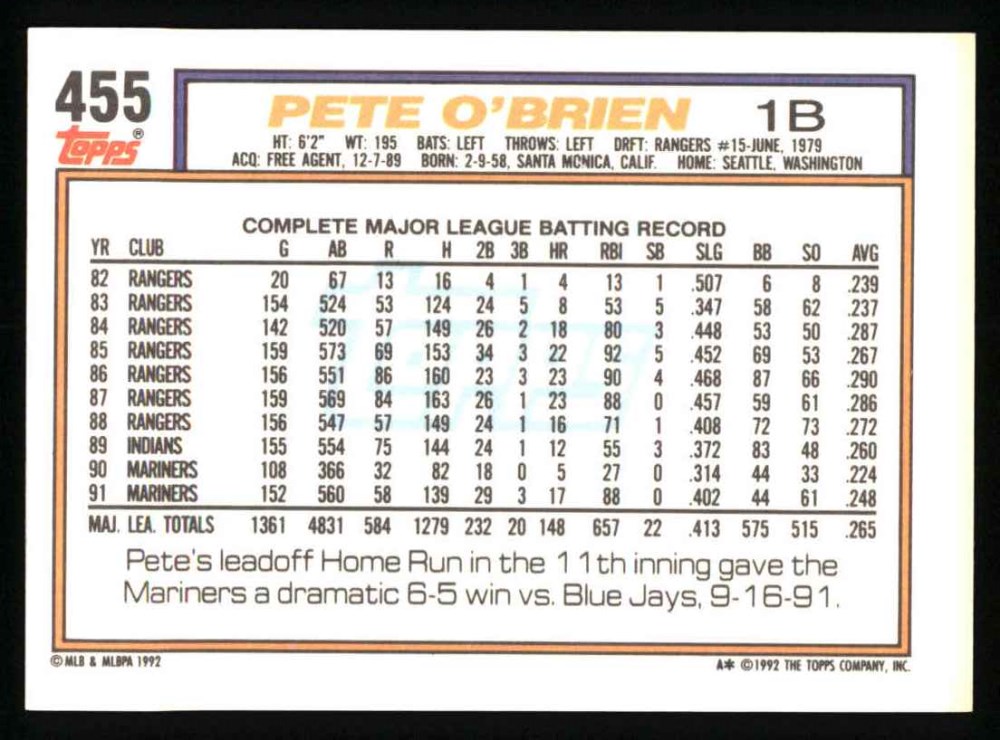 455
TOPPS®
PETE O'BRIEN 1B
HT: 6'2" WT: 195 BATS: LEFT THROWS: LEFT DRFT: RANGERS #15-JUNE, 1979
ACQ: FREE AGENT, 12-7-89 BORN: 2-9-58, SANTA MONICA, CALIF. HOME: SEATTLE, WASHINGTON
COMPLETE MAJOR LEAGUE BATTING RECORD
YR CLUB G AB R H 2B 3B HR RBI SB SLG BB SO AVG
82 RANGERS 20 67 13 16 4 1 4 13 1 .507 6 8 .239
83 RANGERS 154 524 53 124 24 5 8 53 5 .347 58 62 .237
84 RANGERS 142 520 57 149 26 2 18 80 3 .448 53 50 .287
85 RANGERS 159 573 69 153 34 3 22 92 5 .452 69 53 .267
86 RANGERS 156 551 86 160 23 3 23 90 4 .468 87 66 .290
87 RANGERS 159 569 84 163 26 1 23 88 0 .457 59 61 .286
88 RANGERS 156 547 57 149 24 1 16 71 1 .408 72 73 .272
89 INDIANS 155 554 75 144 24 1 12 55 3 .372 83 48 .260
90 MARINERS 108 366 32 82 18 0 5 27 0 .314 44 33 .224
91 MARINERS 152 560 58 139 29 3 17 88 0 .402 44 61 .248
MAJ. LEA. TOTALS 1361 4831 584 1279 232 20 148 657 22 .413 575 515 .265
Pete's leadoff Home Run in the 11th inning gave the
Mariners a dramatic 6-5 win vs. Blue Jays, 9-16-91.
© MLB & MLBPA 1992
A* ©1992 THE TOPPS COMPANY, INC.